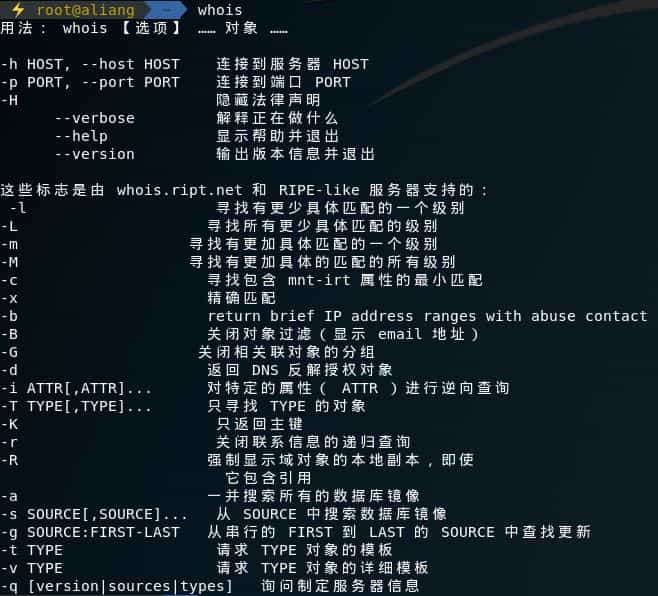 ⚡ root@aliang ~ whois
用法： whois 【选项】 …… 对象 ……
-h HOST, --host HOST 连接到服务器 HOST
-p PORT, --port PORT 连接到端口 PORT
-H 隐藏法律声明
--verbose 解释正在做什么
--help 显示帮助并退出
--version 输出版本信息并退出
这些标志是由 whois.ript.net 和 RIPE-like 服务器支持的：
-l 寻找有更少具体匹配的一个级别
-L 寻找所有更少具体匹配的级别
-m 寻找有更加具体匹配的一个级别
-M 寻找有更加具体的匹配的所有级别
-c 寻找包含 mnt-irt 属性的最小匹配
-x 精确匹配
-b return brief IP address ranges with abuse contact
-B 关闭对象过滤（显示 email 地址）
-G 关闭相关联对象的分组
-d 返回 DNS 反解授权对象
-i ATTR[,ATTR]... 对特定的属性（ ATTR ）进行逆向查询
-T TYPE[,TYPE]... 只寻找 TYPE 的对象
-K 只返回主键
-r 关闭联系信息的递归查询
-R 强制显示域对象的本地副本，即使
它包含引用
-a 一并搜索所有的数据库镜像
-s SOURCE[,SOURCE]... 从 SOURCE 中搜索数据库镜像
-g SOURCE:FIRST-LAST 从串行的 FIRST 到 LAST 的 SOURCE 中查找更新
-t TYPE 请求 TYPE 对象的模板
-v TYPE 请求 TYPE 对象的详细模板
-q [version|sources|types] 询问制定服务器信息